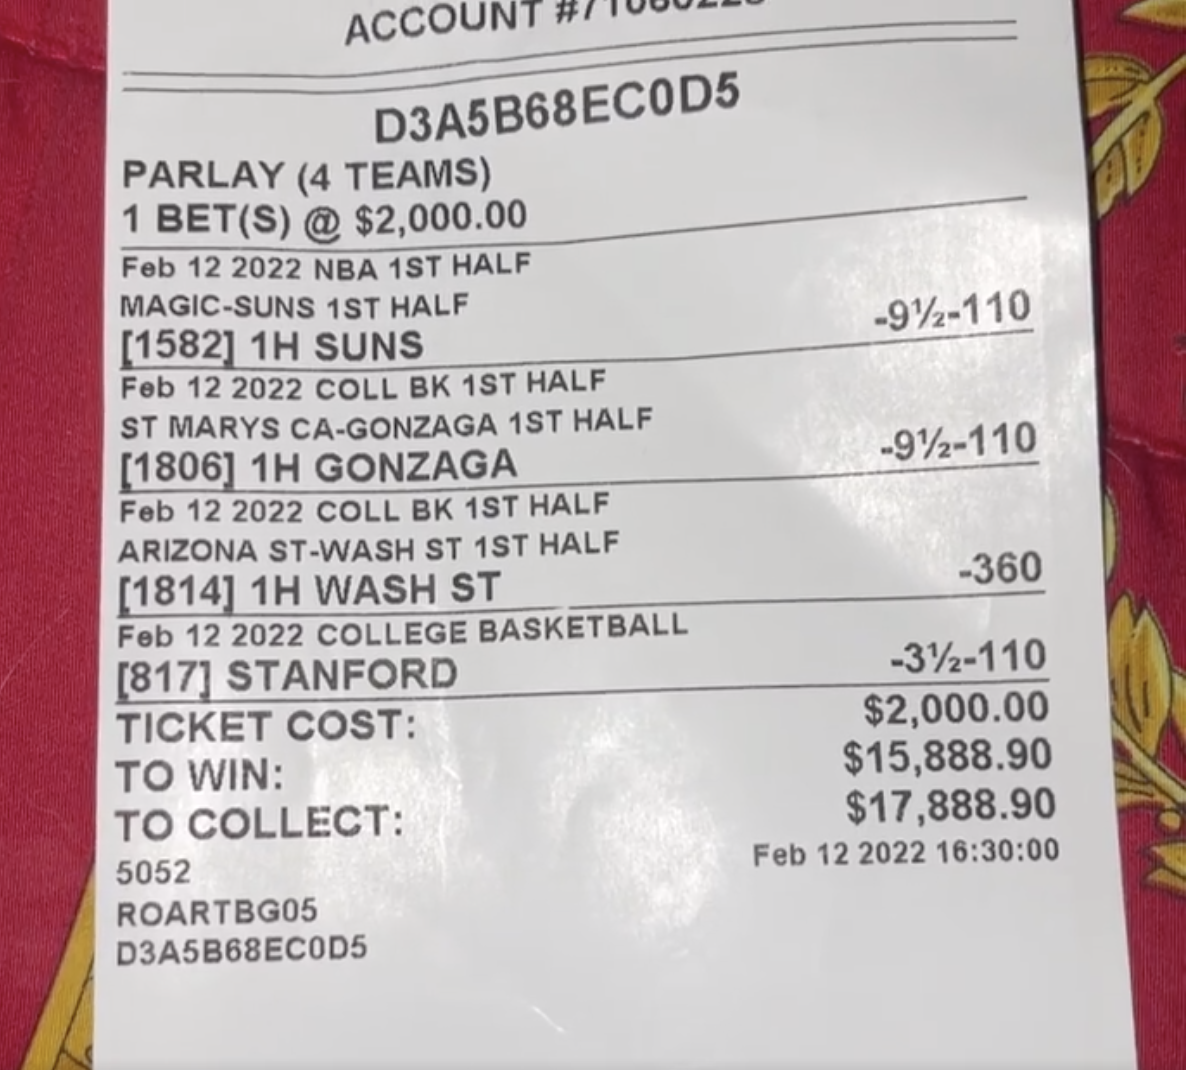 ACCOUNT
D3A5B68EC0D5
PARLAY (4 TEAMS)
1 BET(S) @ $2,000.00
Feb 12 2022 NBA 1ST HALF
MAGIC-SUNS 1ST HALF
[1582] 1H SUNS -9½-110
Feb 12 2022 COLL BK 1ST HALF
ST MARYS CA-GONZAGA 1ST HALF
[1806] 1H GONZAGA -9½-110
Feb 12 2022 COLL BK 1ST HALF
ARIZONA ST-WASH ST 1ST HALF
[1814] 1H WASH ST -360
Feb 12 2022 COLLEGE BASKETBALL
[817] STANFORD -3½-110
TICKET COST: $2,000.00
TO WIN: $15,888.90
TO COLLECT: $17,888.90
5052 Feb 12 2022 16:30:00
ROARTBG05
D3A5B68EC0D5